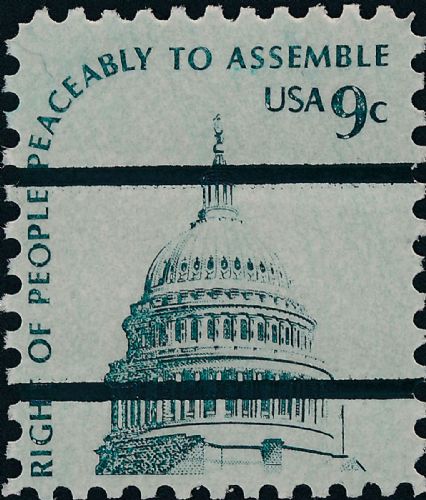 RIGHT OF PEOPLE PEACEABLY TO ASSEMBLE
USA 9c